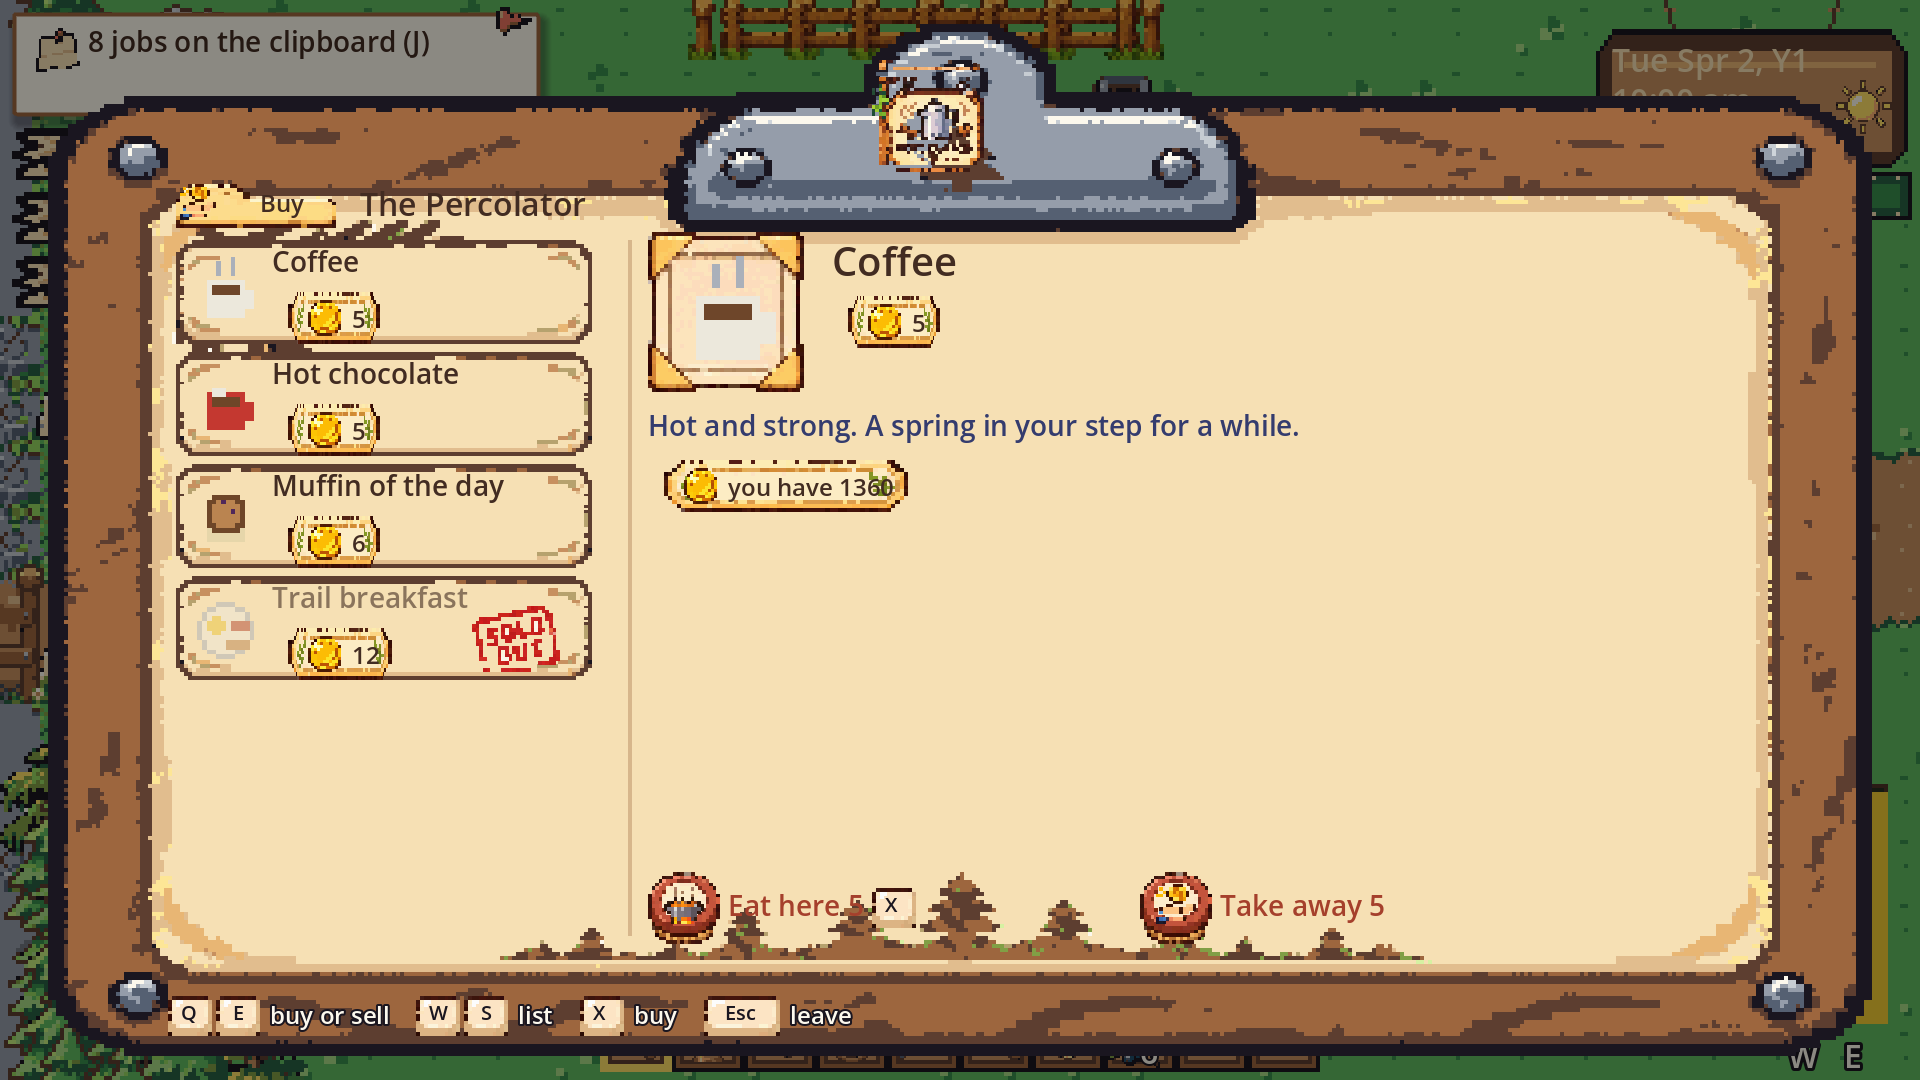 8 jobs on the clipboard (J)
Tue Spr 2, Y1
Buy
The Percolator
Coffee
5
Hot chocolate
5
Muffin of the day
6
Trail breakfast
12
SOLD OUT
Coffee
5
Hot and strong. A spring in your step for a while.
you have 1360
Eat here 5 X
Take away 5
Q E buy or sell W S list X buy Esc leave
W E